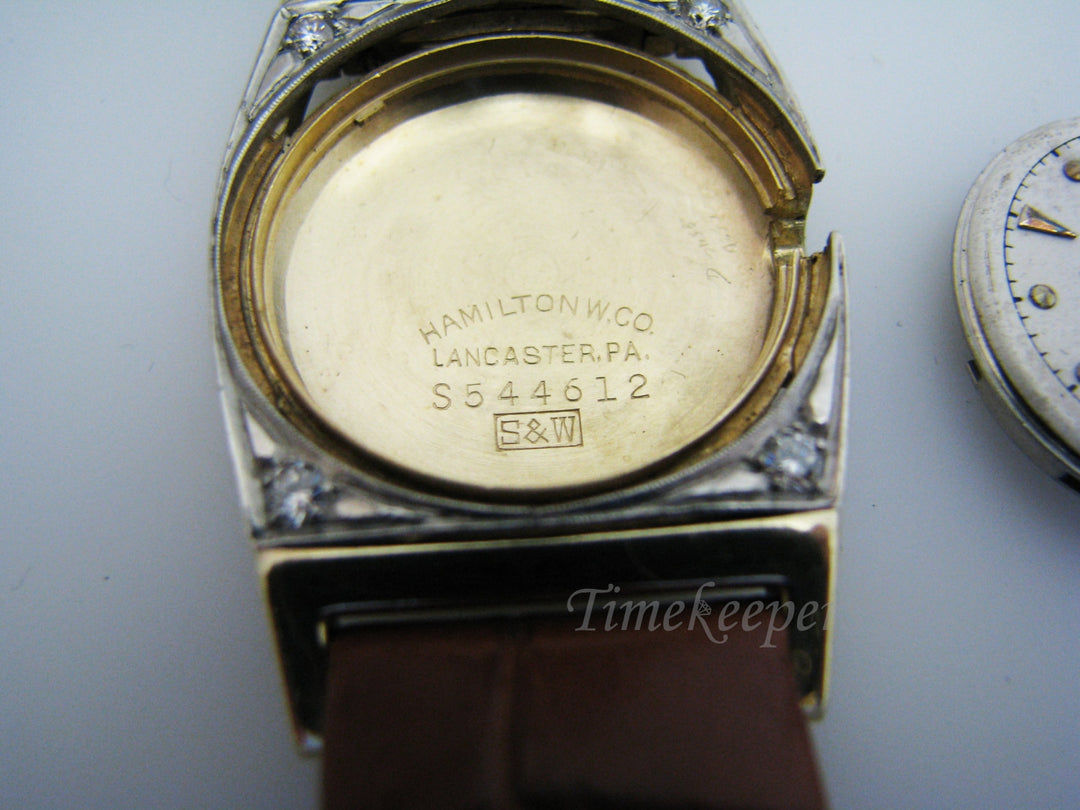 HAMILTON W. CO.
LANCASTER, PA.
S544612
S&W
Timekeeper